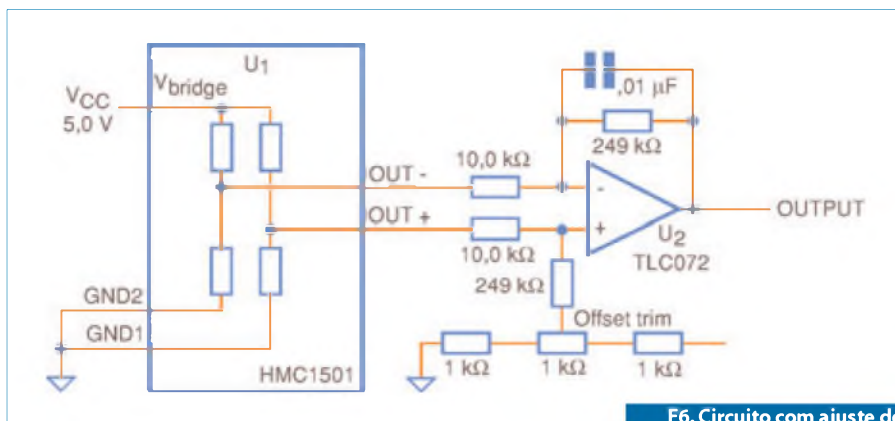 U1
Vbridge
VCC
5,0 V
,01 µF
249 kΩ
10,0 kΩ
OUT -
-
OUT +
+
OUTPUT
10,0 kΩ
U2
TLC072
249 kΩ
GND2
Offset trim
GND1
HMC1501
1 kΩ
1 kΩ
1 kΩ
F6. Circuito com ajuste de